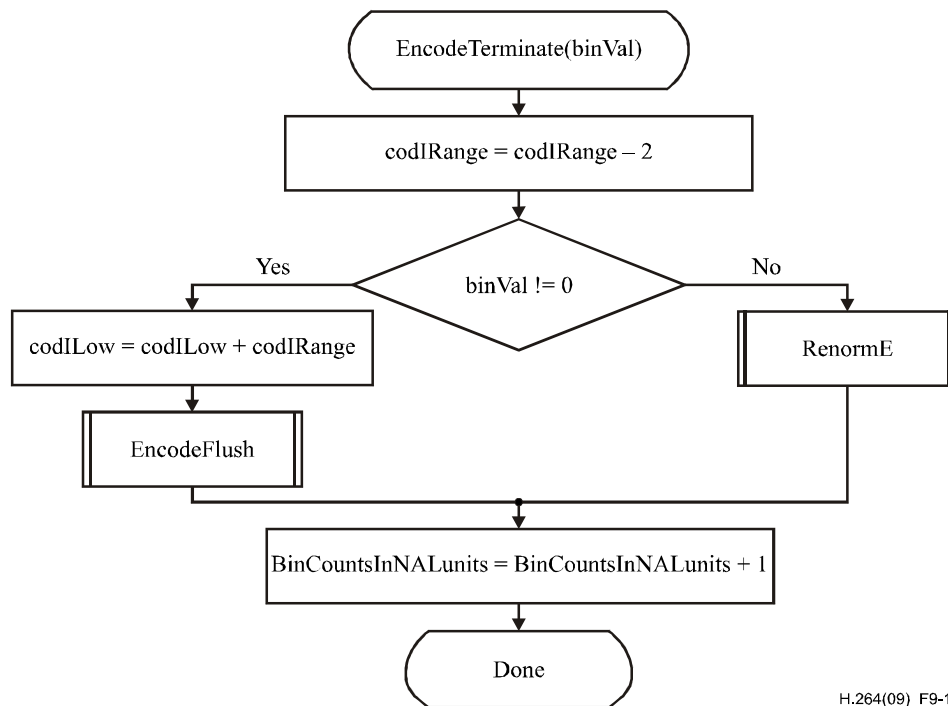 EncodeTerminate(binVal)
codIRange = codIRange – 2
binVal != 0
Yes
No
codILow = codILow + codIRange
RenormE
EncodeFlush
BinCountsInNALunits = BinCountsInNALunits + 1
Done
H.264(09)_F9-1